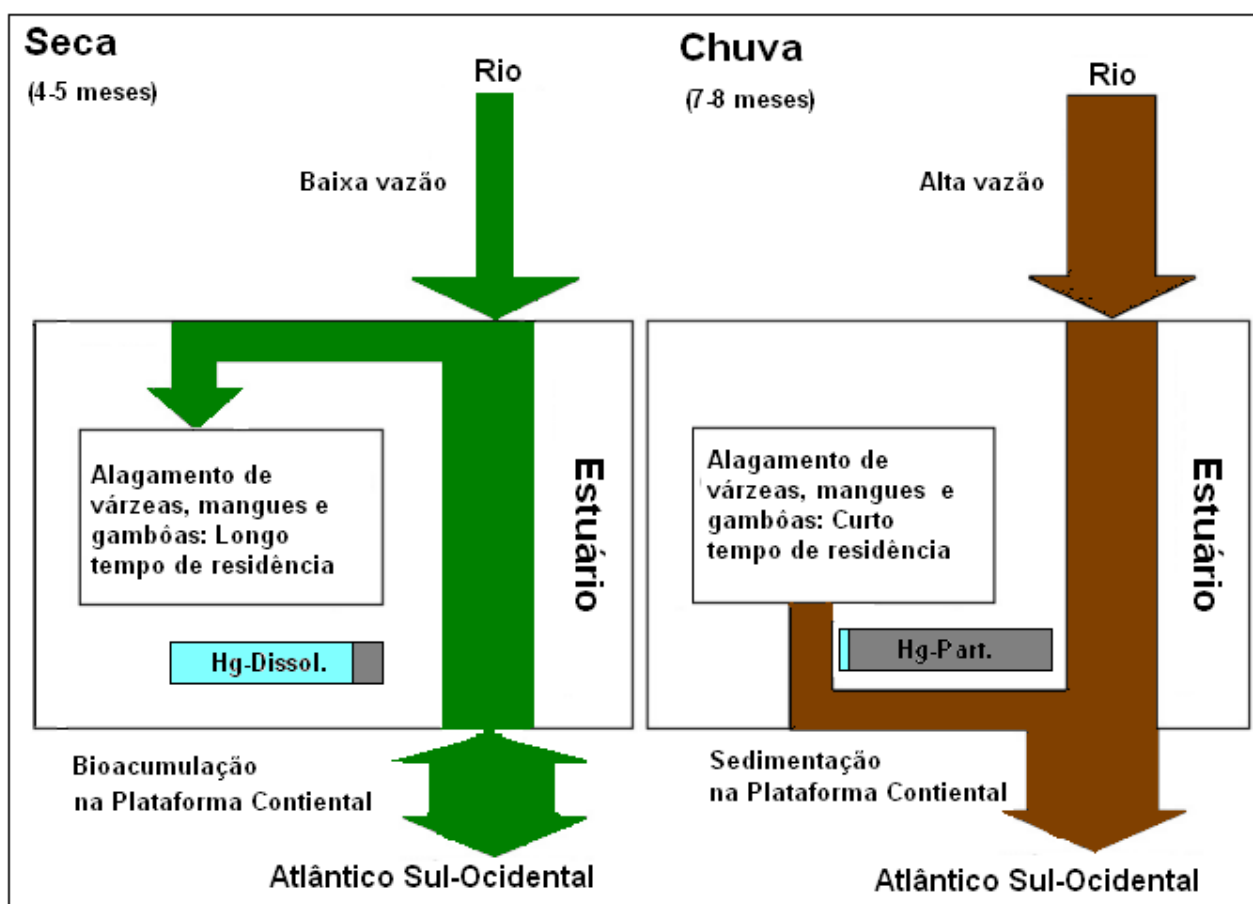 Seca
(4-5 meses)
Rio
Baixa vazão
Alagamento de
várzeas, mangues e
gambôas: Longo
tempo de residência
Estuário
Hg-Dissol.
Bioacumulação
na Plataforma Contiental
Atlântico Sul-Ocidental
Chuva
(7-8 meses)
Rio
Alta vazão
Alagamento de
várzeas, mangues e
gambôas: Curto
tempo de residência
Estuário
Hg-Part.
Sedimentação
na Plataforma Contiental
Atlântico Sul-Ocidental